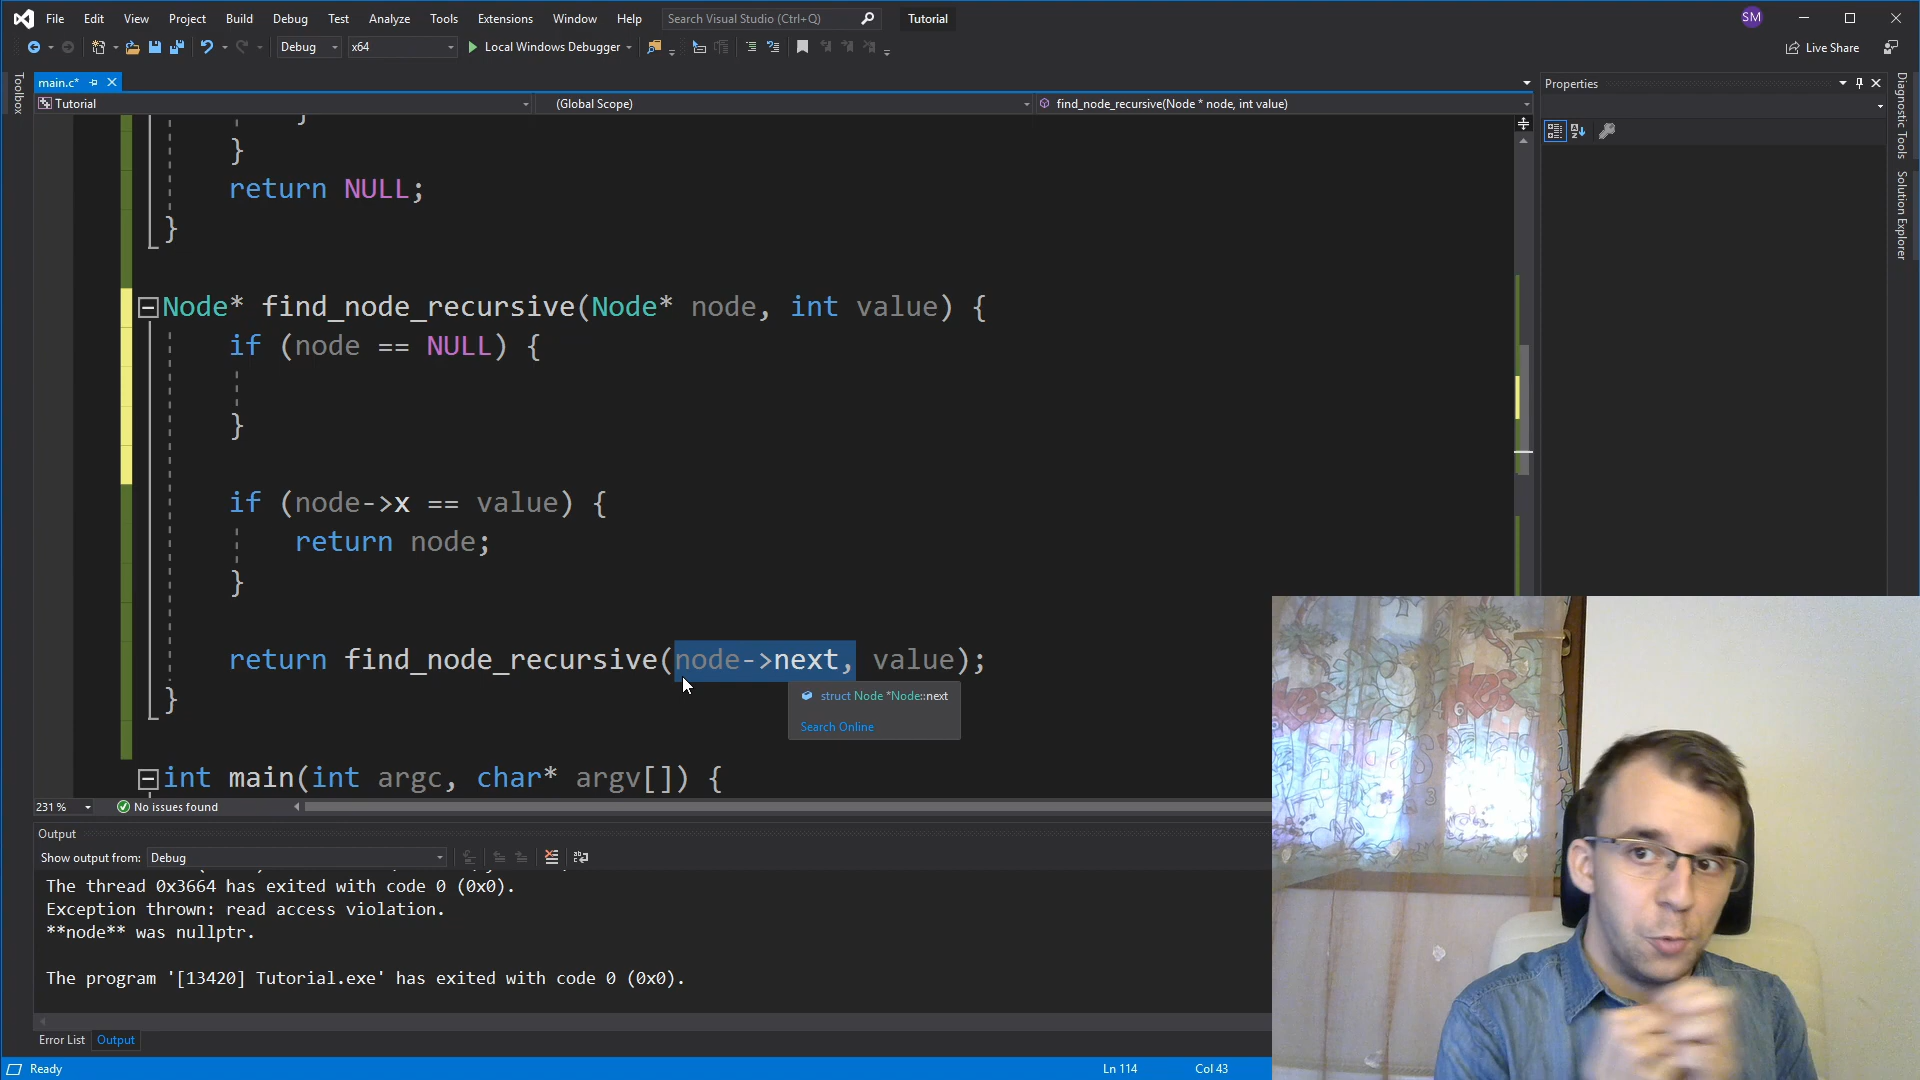 File Edit View Project Build Debug Test Analyze Tools Extensions Window Help Search Visual Studio (Ctrl+Q) Tutorial SM
Debug x64 Local Windows Debugger Live Share
Toolbox
main.c*
Tutorial (Global Scope) find_node_recursive(Node * node, int value)
}
}
return NULL;
}
Node* find_node_recursive(Node* node, int value) {
if (node == NULL) {
}
if (node->x == value) {
return node;
}
return find_node_recursive(node->next, value);
struct Node *Node::next
Search Online
}
int main(int argc, char* argv[]) {
231 % No issues found
Output
Show output from: Debug
The thread 0x3664 has exited with code 0 (0x0).
Exception thrown: read access violation.
**node** was nullptr.
The program '[13420] Tutorial.exe' has exited with code 0 (0x0).
Error List Output
Ready Ln 114 Col 43
Properties
Diagnostic Tools
Solution Explorer